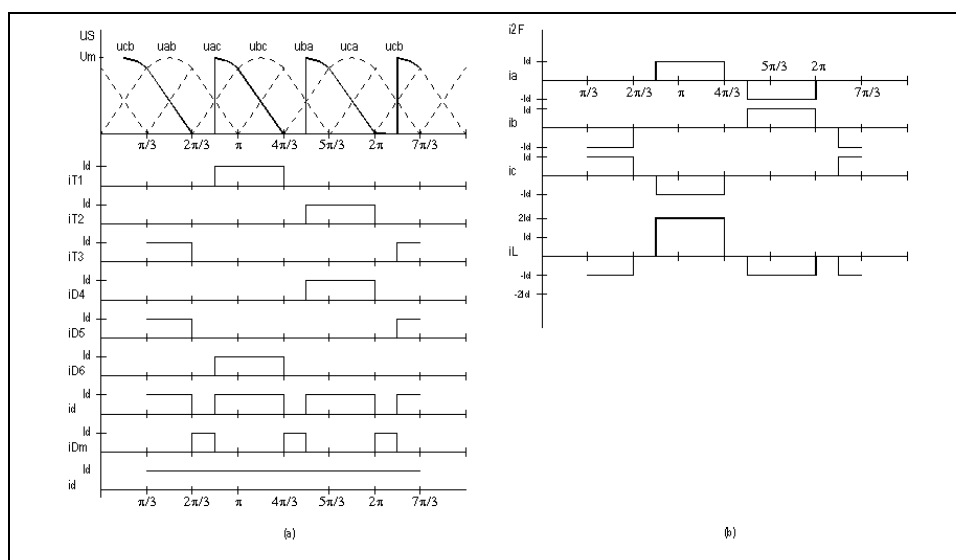 US
ucb uab uac ubc uba uca ucb
Um
π/3 2π/3 π 4π/3 5π/3 2π 7π/3
Id
iT1
Id
iT2
Id
iT3
Id
iD4
Id
iD5
Id
iD6
Id
id
Id
iDm
Id
id
π/3 2π/3 π 4π/3 5π/3 2π 7π/3
(a)
i2F
Id
ia
5π/3 2π
π/3 2π/3 π 4π/3 7π/3
-Id
Id
ib
-Id
Id
ic
-Id
2Id
Id
iL
-Id
-2Id
(b)